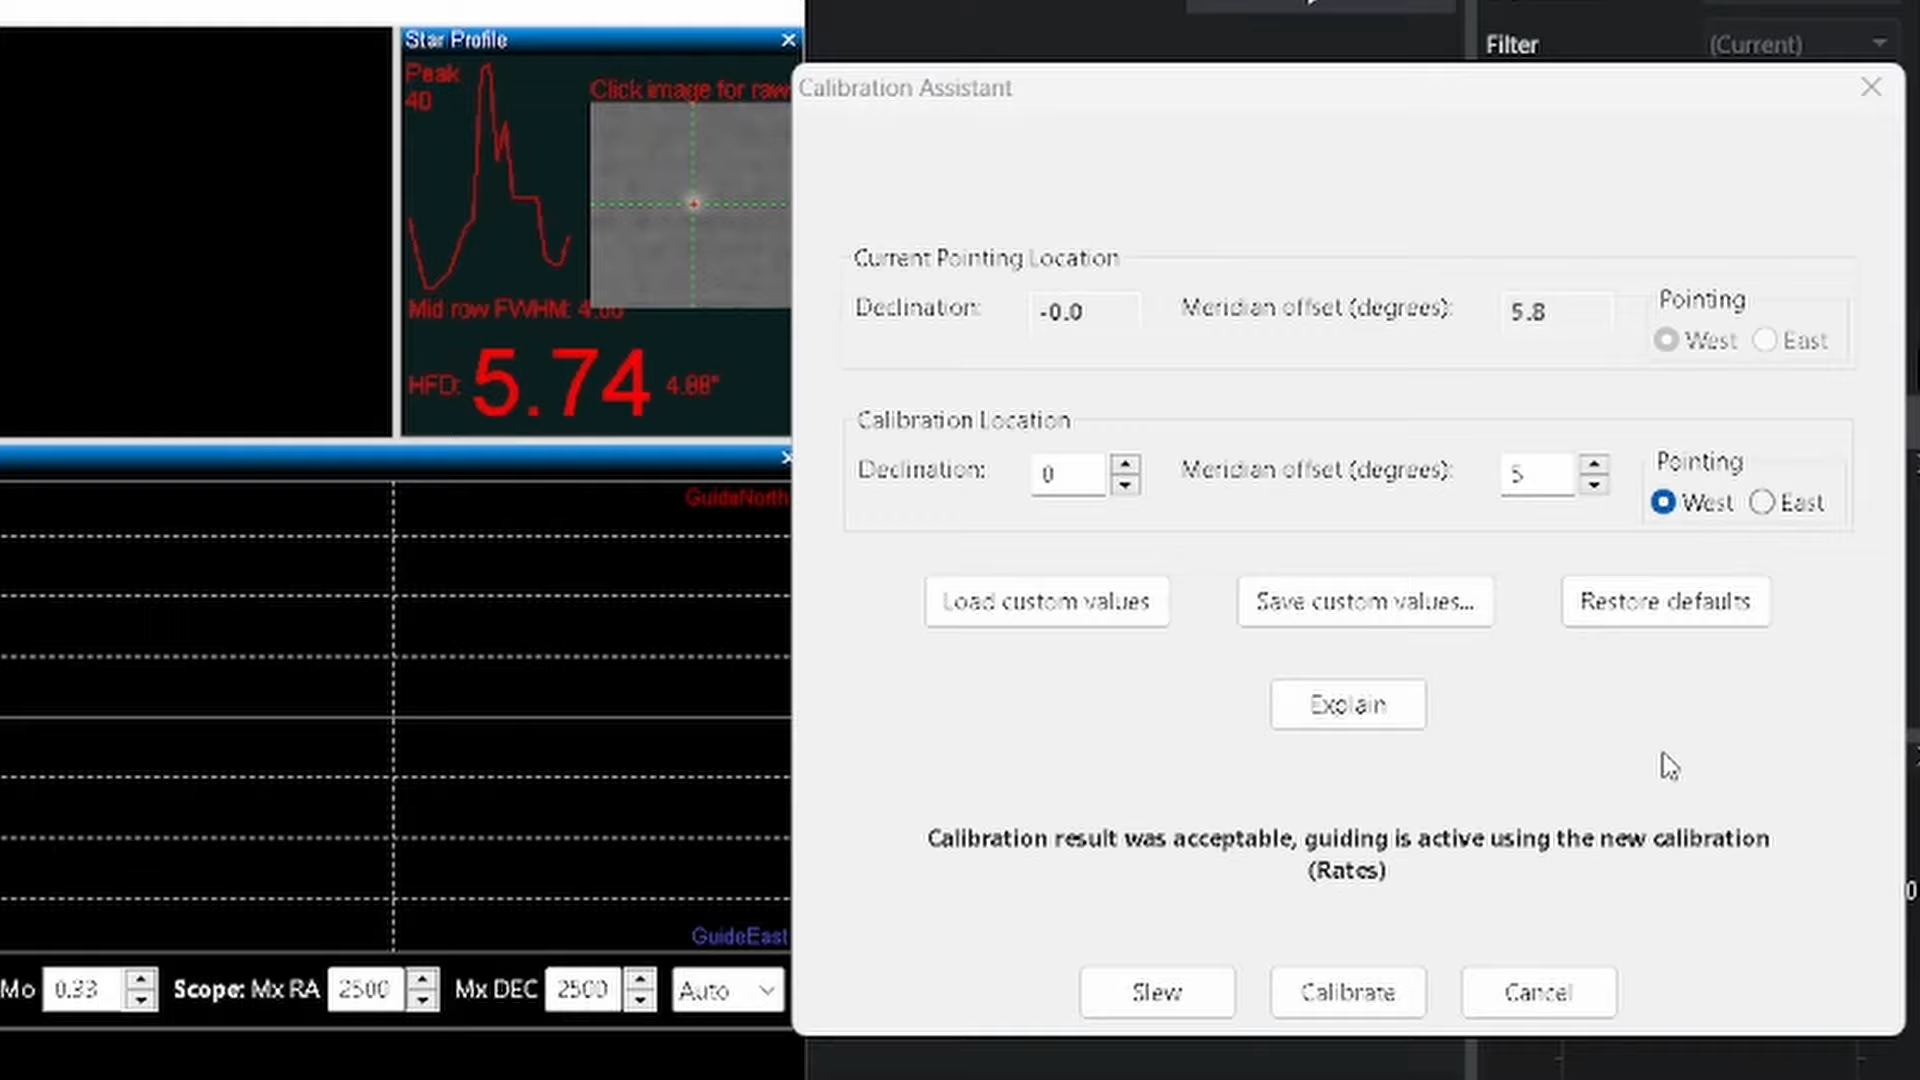 Star Profile
Peak
40
Click image for raw
Mid row FWHM: 4.00
HFD: 5.74 4.88"
GuideNorth
GuideEast
Mo 0.33 Scope: Mx RA 2500 Mx DEC 2500 Auto
Filter (Current)
Calibration Assistant
Current Pointing Location
Declination: -0.0 Meridian offset (degrees): 5.8 Pointing
West East
Calibration Location
Declination: 0 Meridian offset (degrees): 5 Pointing
West East
Load custom values Save custom values... Restore defaults
Explain
Calibration result was acceptable, guiding is active using the new calibration
(Rates)
Slew Calibrate Cancel